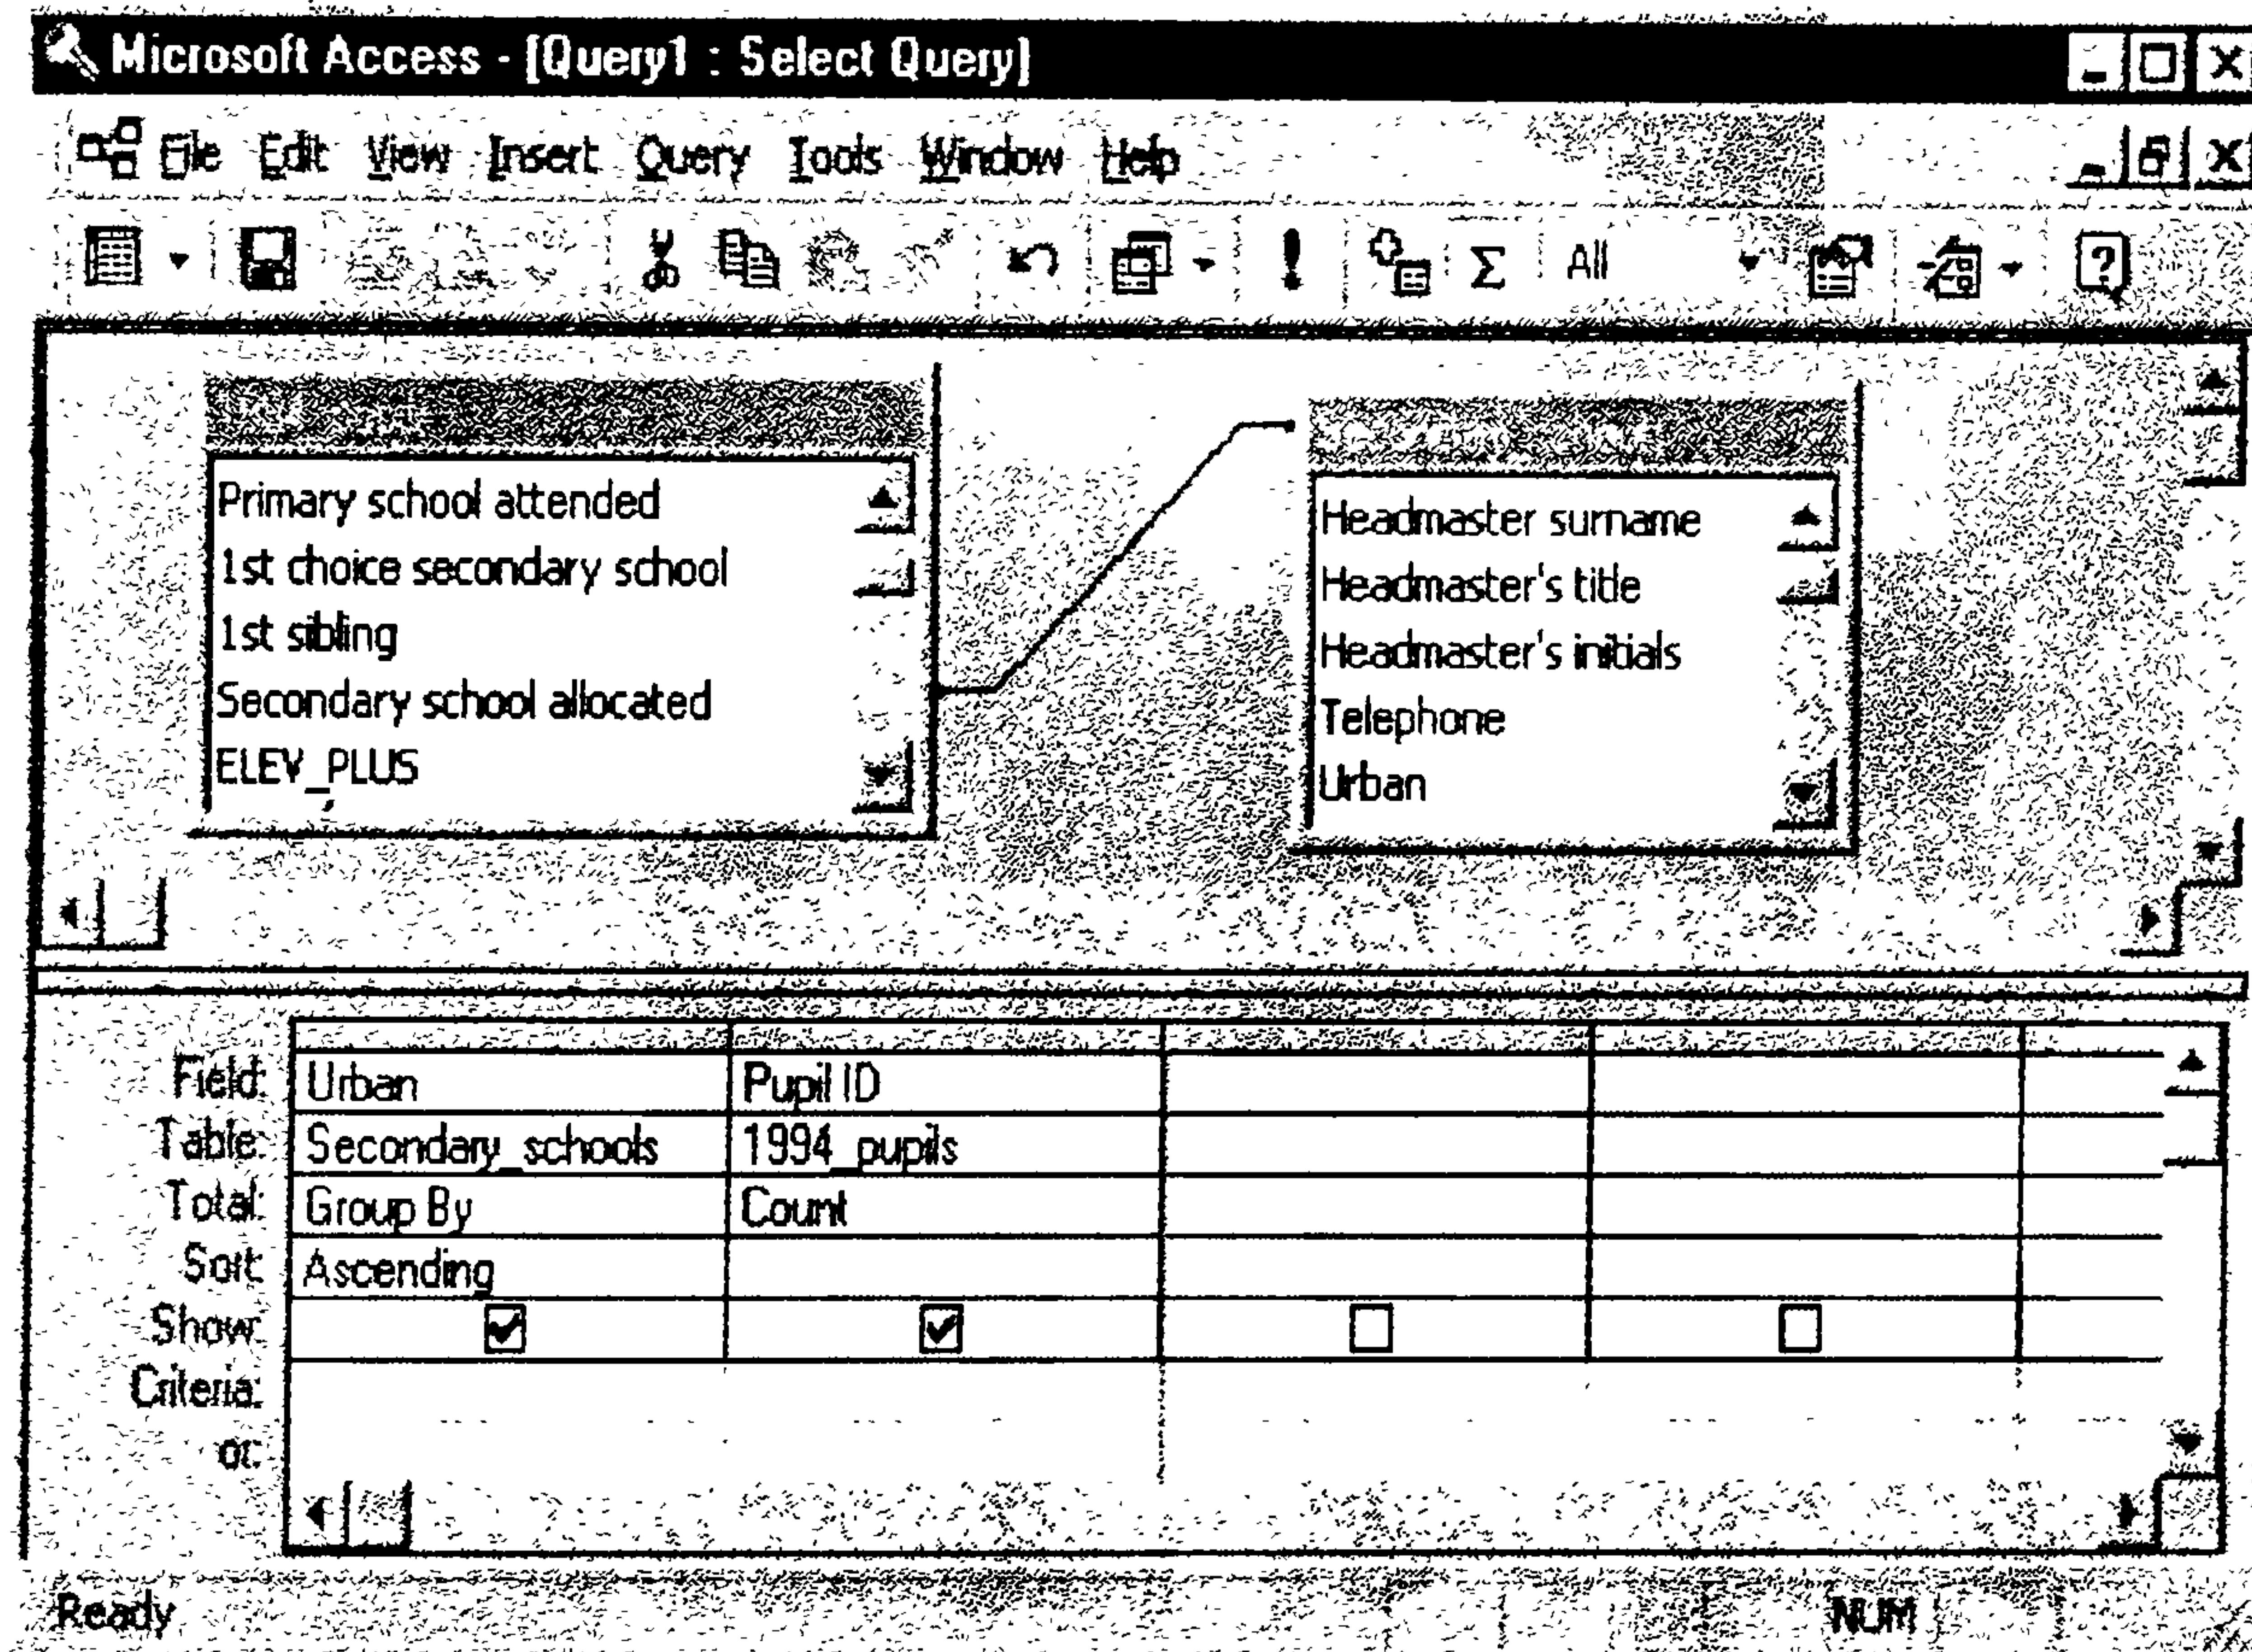 Microsoft Access - [Query1 : Select Query]
File Edit View Insert Query Tools Window Help
Σ All
Primary school attended
1st choice secondary school
1st sibling
Secondary school allocated
ELEV_PLUS
Headmaster surname
Headmaster's title
Headmaster's initials
Telephone
Urban
Field: Urban Pupil ID
Table: Secondary_schools 1994_pupils
Total: Group By Count
Sort: Ascending
Show:
Criteria:
or:
Ready NUM